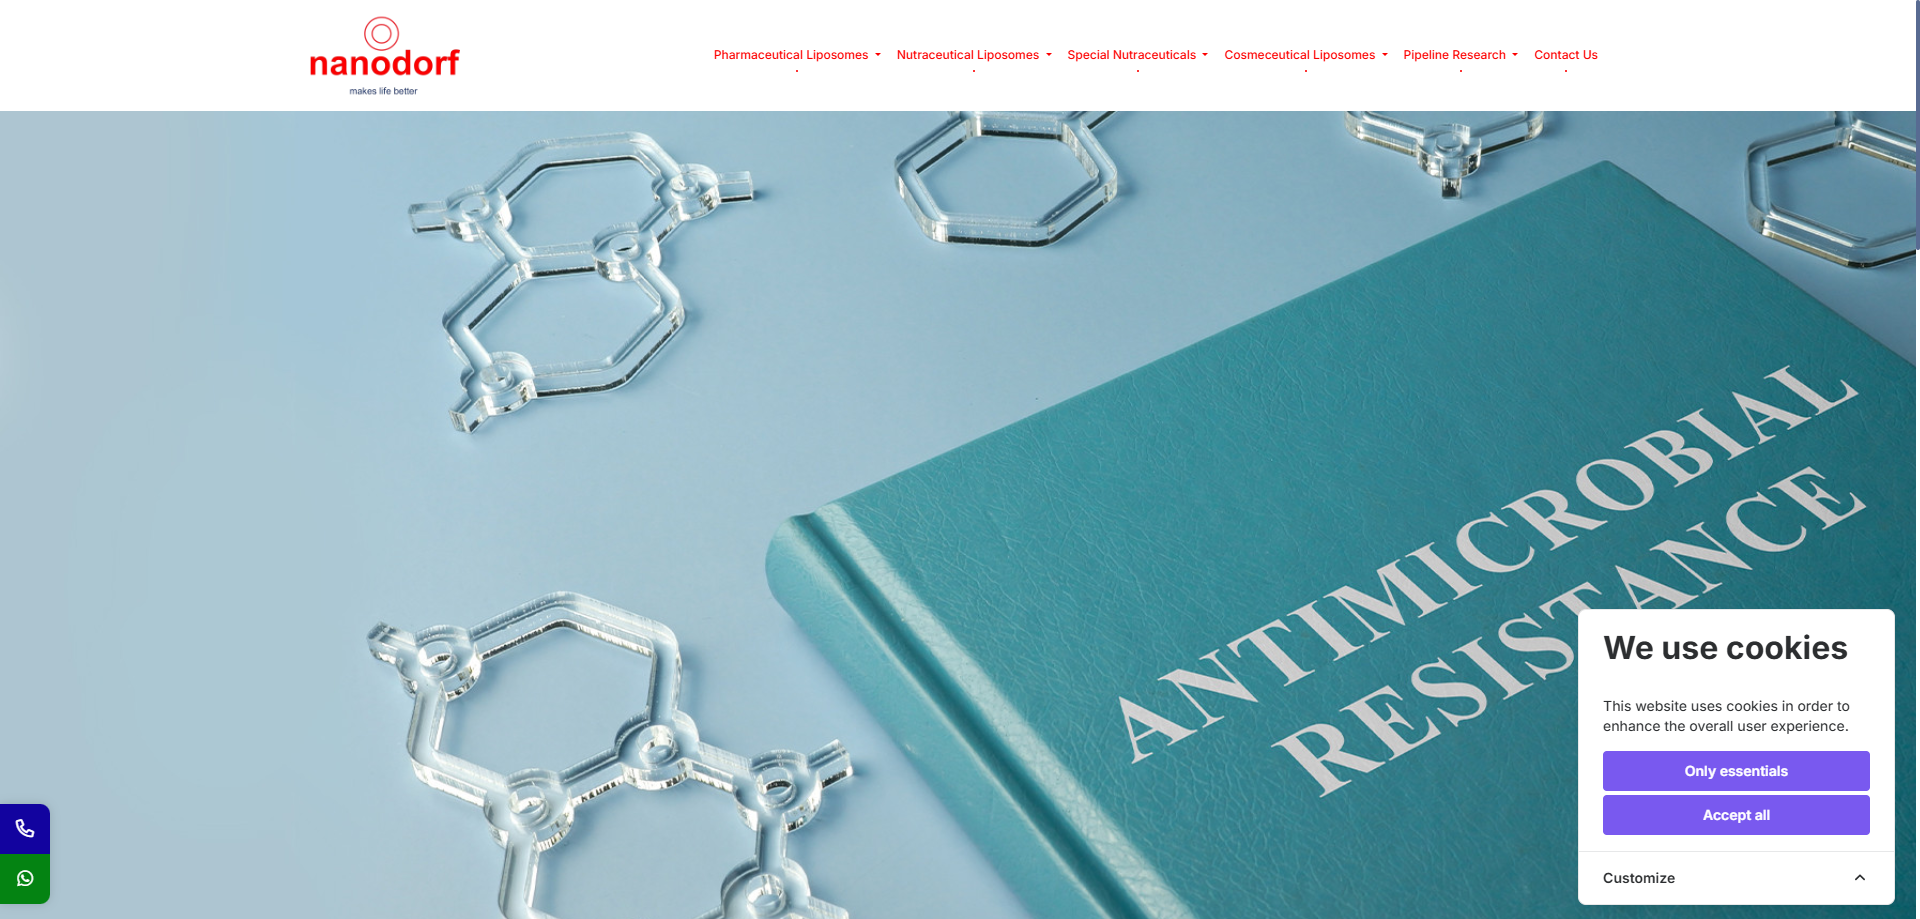 nanodorf
makes life better
Pharmaceutical Liposomes
Nutraceutical Liposomes
Special Nutraceuticals
Cosmeceutical Liposomes
Pipeline Research
Contact Us
ANTIMICROBIAL
RESISTANCE
We use cookies
This website uses cookies in order to
enhance the overall user experience.
Only essentials
Accept all
Customize